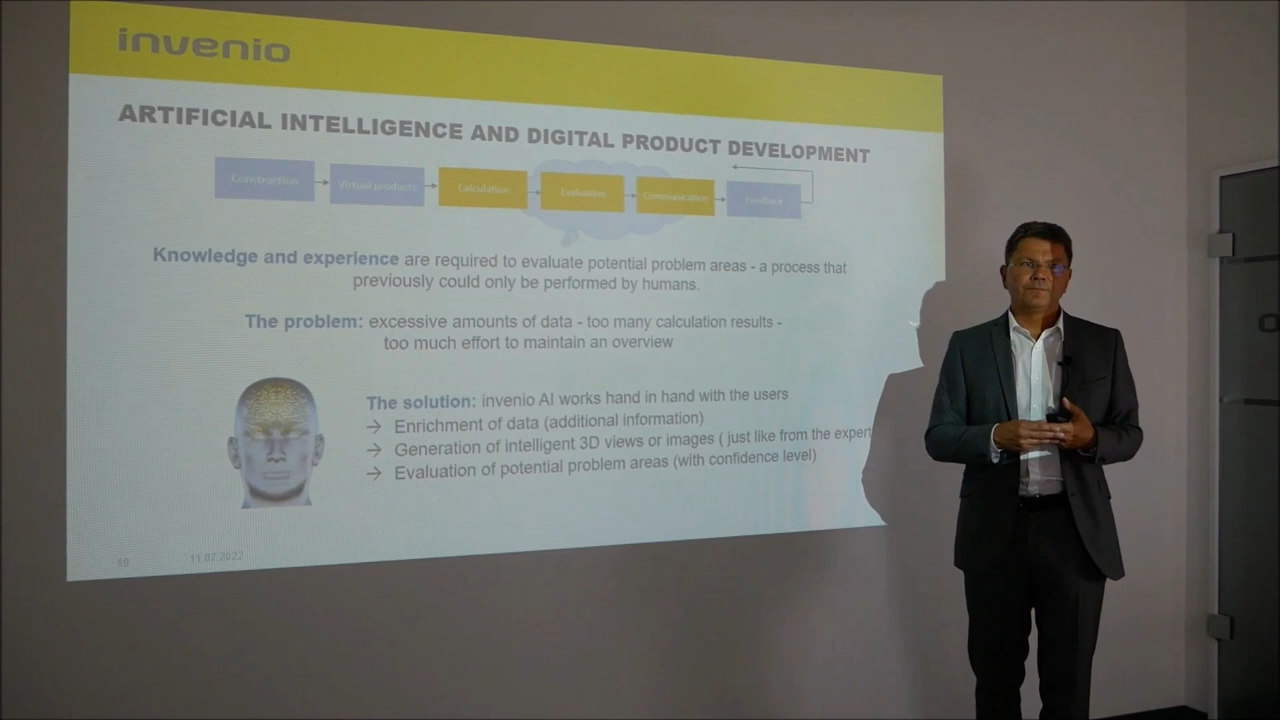 invenio
ARTIFICIAL INTELLIGENCE AND DIGITAL PRODUCT DEVELOPMENT
Construction
Virtual products
Calculation
Evaluation
Communication
Feedback
Knowledge and experience are required to evaluate potential problem areas - a process that
previously could only be performed by humans.
The problem: excessive amounts of data - too many calculation results -
too much effort to maintain an overview
The solution: invenio AI works hand in hand with the users
→ Enrichment of data (additional information)
→ Generation of intelligent 3D views or images ( just like from the expert
→ Evaluation of potential problem areas (with confidence level)
19
11.07.2022